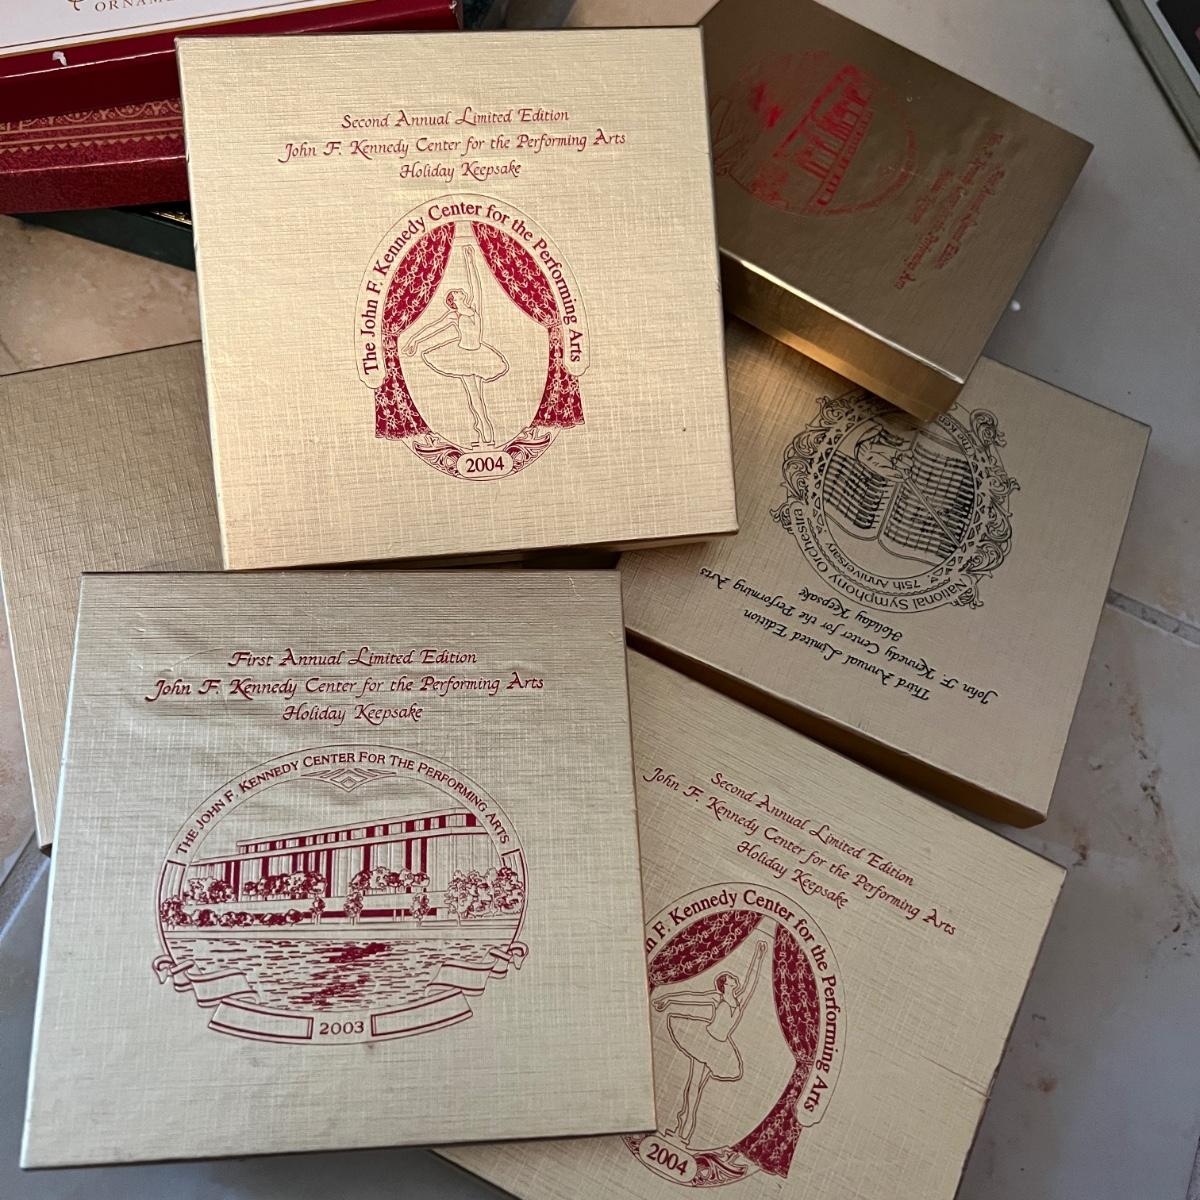 ORNAME
Second Annual Limited Edition
John F. Kennedy Center for the Performing Arts
Holiday Keepsake
The John F. Kennedy Center for the Performing Arts
2004
Third Annual Limited Edition
John F. Kennedy Center for the Performing Arts
Holiday Keepsake
National Symphony Orchestra
75th Anniversary
The Ken
First Annual Limited Edition
John F. Kennedy Center for the Performing Arts
Holiday Keepsake
THE JOHN F. KENNEDY CENTER FOR THE PERFORMING ARTS
2003
Second Annual Limited Edition
John F. Kennedy Center for the Performing Arts
Holiday Keepsake
n F. Kennedy Center for the Performing Arts
2004